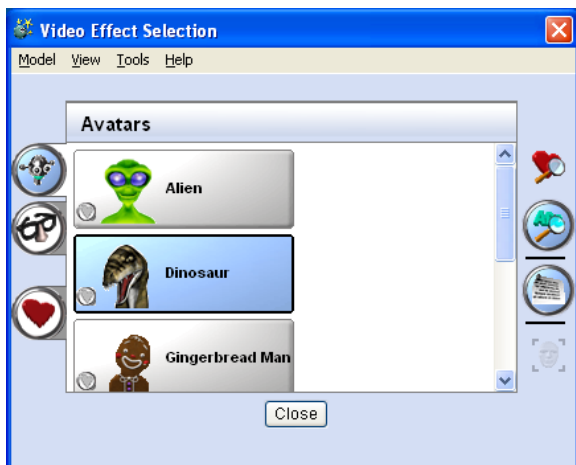 Video Effect Selection
Model View Tools Help
Avatars
Alien
Dinosaur
Gingerbread Man
Close